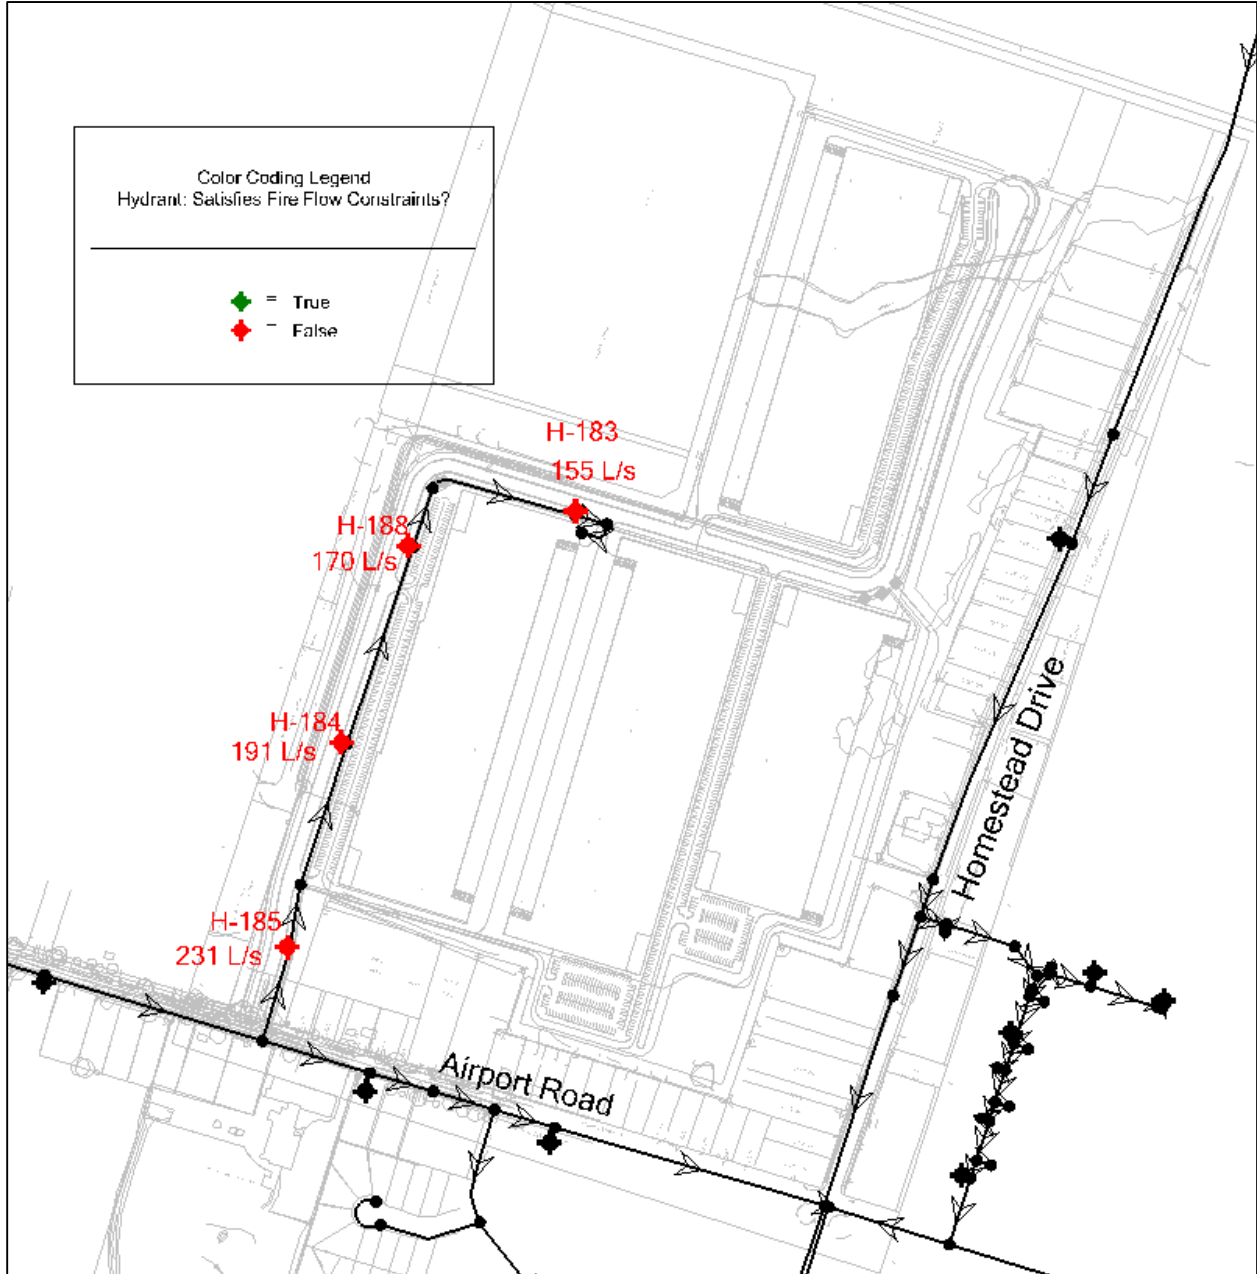 Color Coding Legend
Hydrant: Satisfies Fire Flow Constraints?
= True
= False
H-183
155 L/s
H-188
170 L/s
H-184
191 L/s
H-185
231 L/s
Homestead Drive
Airport Road